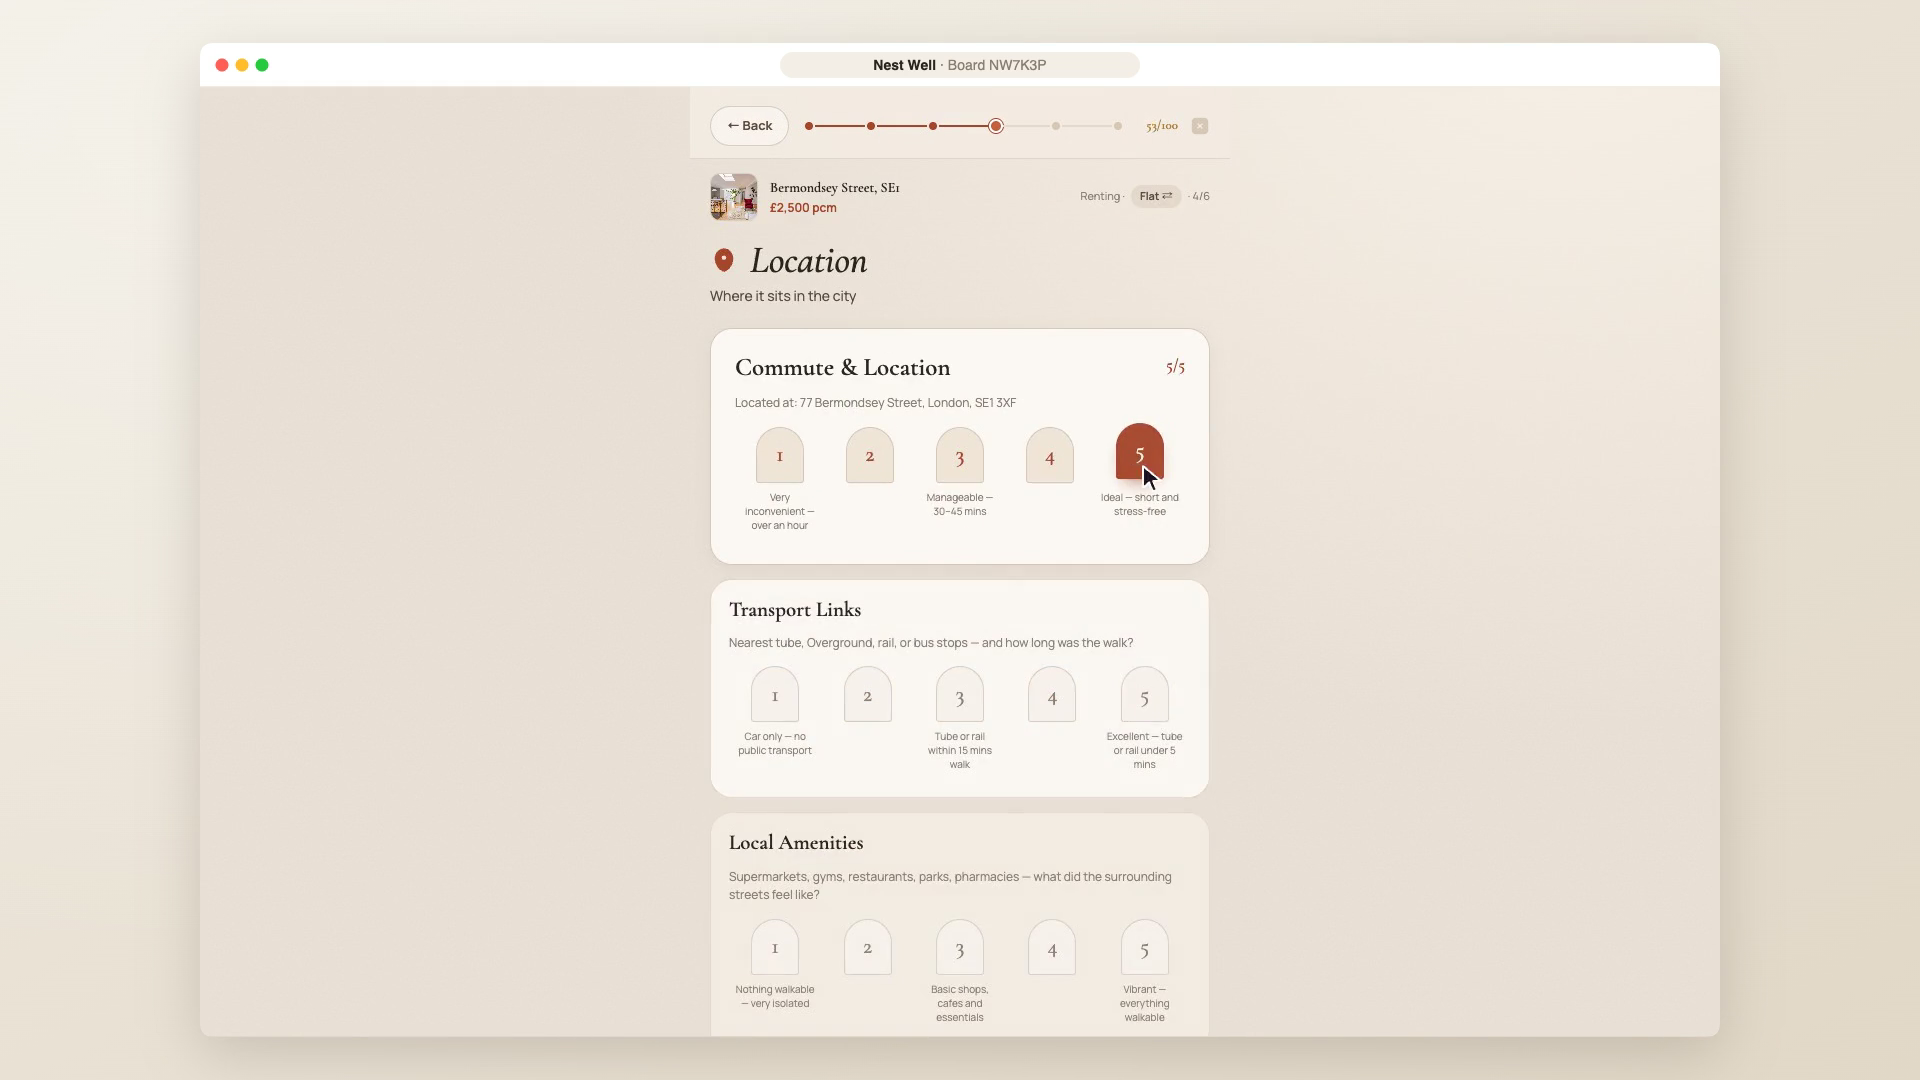 Nest Well · Board NW7K3P
← Back
53/100
×
Bermondsey Street, SE1
£2,500 pcm
Renting · Flat ⇄ · 4/6
Location
Where it sits in the city
Commute & Location
5/5
Located at: 77 Bermondsey Street, London, SE1 3XF
1 2 3 4 5
Very
inconvenient —
over an hour
Manageable —
30–45 mins
Ideal — short and
stress-free
Transport Links
Nearest tube, Overground, rail, or bus stops — and how long was the walk?
1 2 3 4 5
Car only — no
public transport
Tube or rail
within 15 mins
walk
Excellent — tube
or rail under 5
mins
Local Amenities
Supermarkets, gyms, restaurants, parks, pharmacies — what did the surrounding
streets feel like?
1 2 3 4 5
Nothing walkable
— very isolated
Basic shops,
cafes and
essentials
Vibrant —
everything
walkable